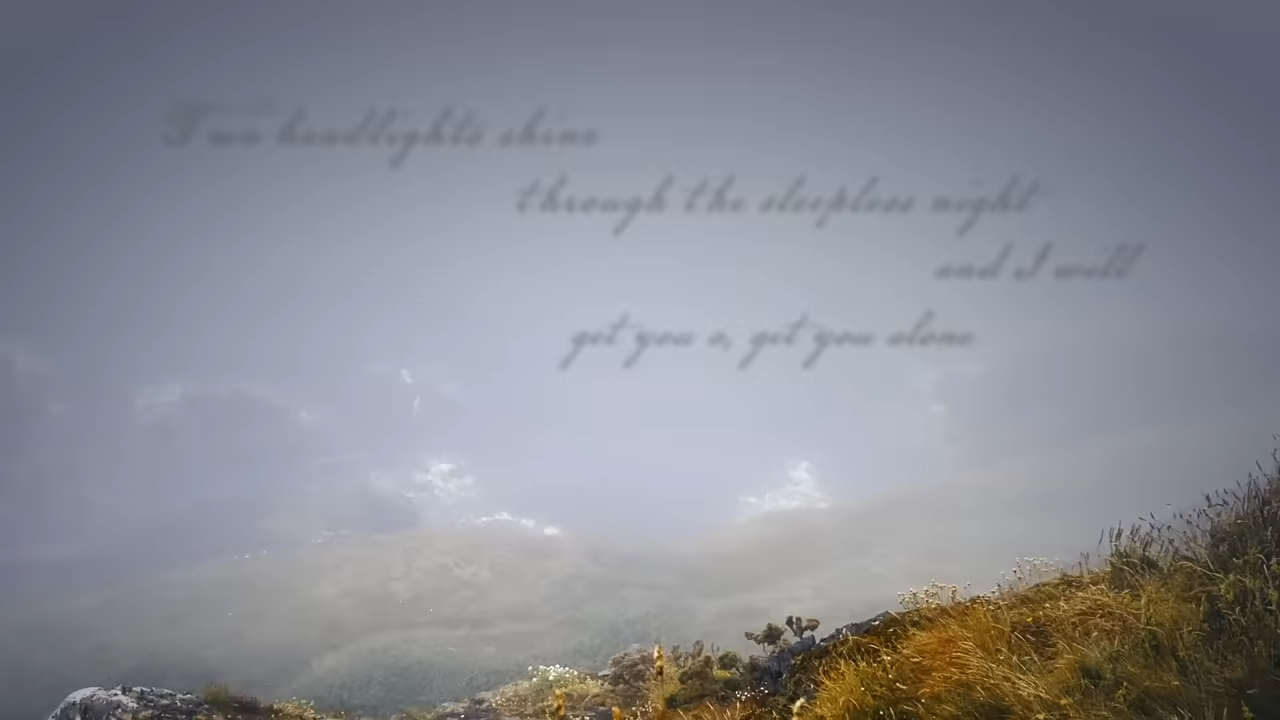 Two headlights shine
through the sleepless night
and I will
get you a, get you alone